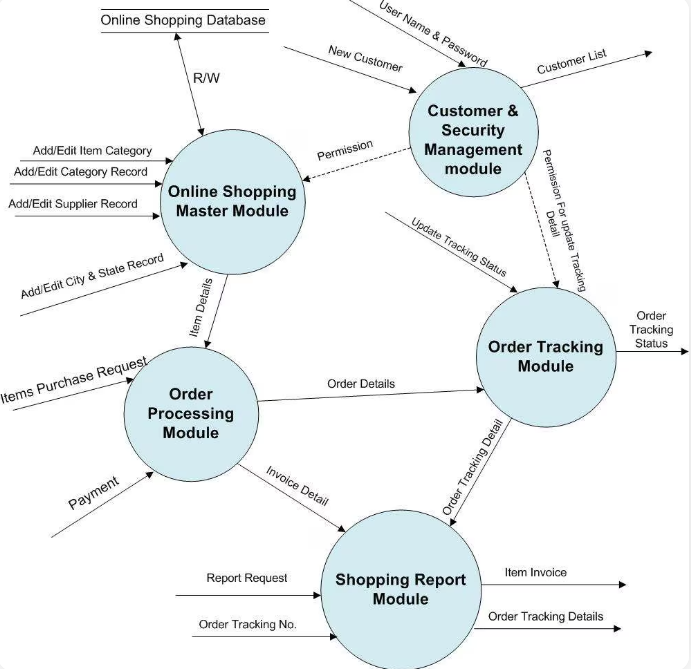 Online Shopping Database
R/W
User Name & Password
New Customer
Customer List
Customer &
Security
Management
module
Permission
Permission For update Tracking
Detail
Add/Edit Item Category
Add/Edit Category Record
Add/Edit Supplier Record
Add/Edit City & State Record
Online Shopping
Master Module
Update Tracking Status
Item Details
Order Tracking
Module
Order
Tracking
Status
Items Purchase Request
Order
Processing
Module
Order Details
Payment
Invoice Detail
Order Tracking Detail
Report Request
Order Tracking No.
Shopping Report
Module
Item Invoice
Order Tracking Details